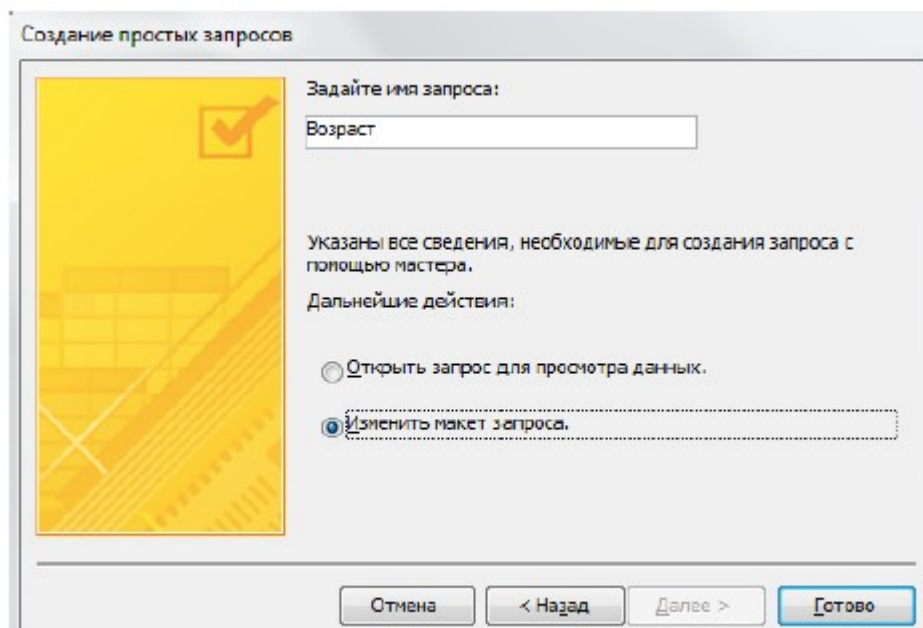 Создание простых запросов
Задайте имя запроса:
Возраст
Указаны все сведения, необходимые для создания запроса с
помощью мастера.
Дальнейшие действия:
Открыть запрос для просмотра данных.
Изменить макет запроса.
Отмена
< Назад
Далее >
Готово